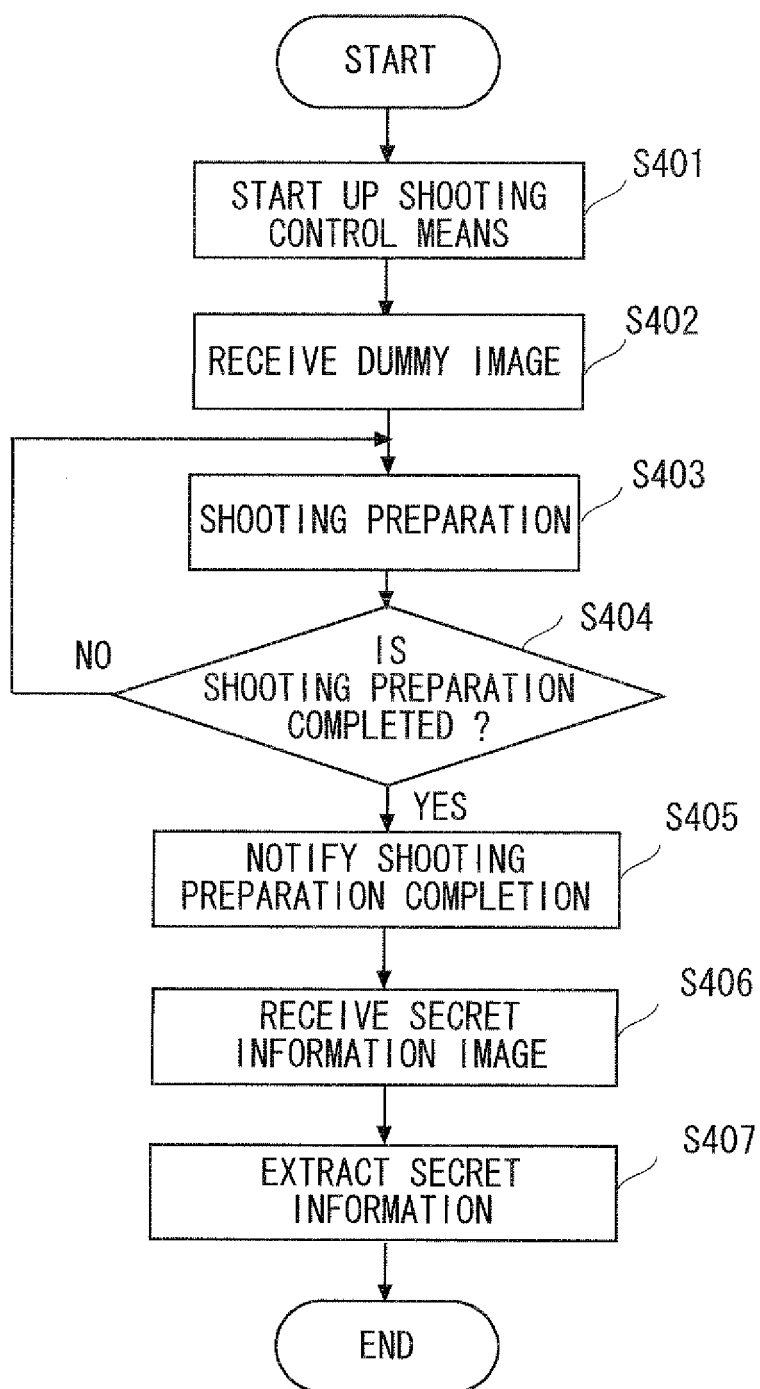 START
S401
START UP SHOOTING
CONTROL MEANS
S402
RECEIVE DUMMY IMAGE
S403
SHOOTING PREPARATION
S404
NO
IS
SHOOTING PREPARATION
COMPLETED ?
YES
S405
NOTIFY SHOOTING
PREPARATION COMPLETION
S406
RECEIVE SECRET
INFORMATION IMAGE
S407
EXTRACT SECRET
INFORMATION
END